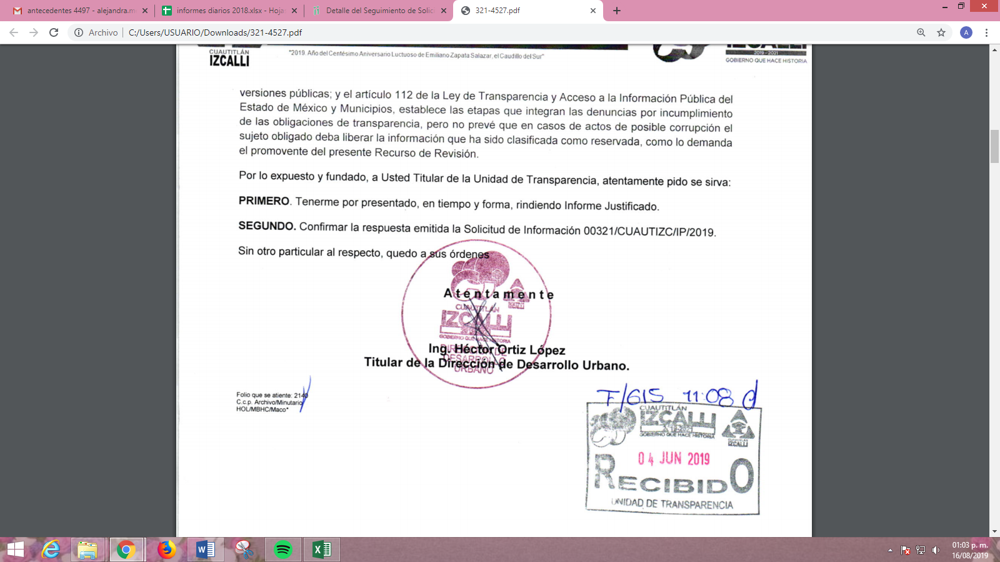 antecedentes 4497 - alejandra.m
informes diarios 2018.xlsx - Hoja
Detalle del Seguimiento de Solic
321-4527.pdf
Archivo
C:/Users/USUARIO/Downloads/321-4527.pdf
A
CUAUTITLÁN
IZCALLI
"2019. Año del Centésimo Aniversario Luctuoso de Emiliano Zapata Salazar, el Caudillo del Sur"
IZCALLI
2019 - 2021
GOBIERNO QUE HACE HISTORIA
versiones públicas; y el artículo 112 de la Ley de Transparencia y Acceso a la Información Pública del
Estado de México y Municipios, establece las etapas que integran las denuncias por incumplimiento
de las obligaciones de transparencia, pero no prevé que en casos de actos de posible corrupción el
sujeto obligado deba liberar la información que ha sido clasificada como reservada, como lo demanda
el promovente del presente Recurso de Revisión.
Por lo expuesto y fundado, a Usted Titular de la Unidad de Transparencia, atentamente pido se sirva:
PRIMERO. Tenerme por presentado, en tiempo y forma, rindiendo Informe Justificado.
SEGUNDO. Confirmar la respuesta emitida la Solicitud de Información 00321/CUAUTIZC/IP/2019.
Sin otro particular al respecto, quedo a sus órdenes
Atentamente
CUAUTITLÁN
IZCALLI
GOBIERNO QUE HACE HISTORIA
DIRECCIÓN DE
DESARROLLO
URBANO
Ing. Héctor Ortiz López
Titular de la Dirección de Desarrollo Urbano.
Folio que se atiente: 2140
C.c.p. Archivo/Minutario
HOL/MBHC/Maco*
F/615 11:08
CUAUTITLÁN
IZCALLI
GOBIERNO QUE HACE HISTORIA
CUAUTITLÁN
IZCALLI
04 JUN 2019
RECIBIDO
UNIDAD DE TRANSPARENCIA
01:03 p. m.
16/08/2019